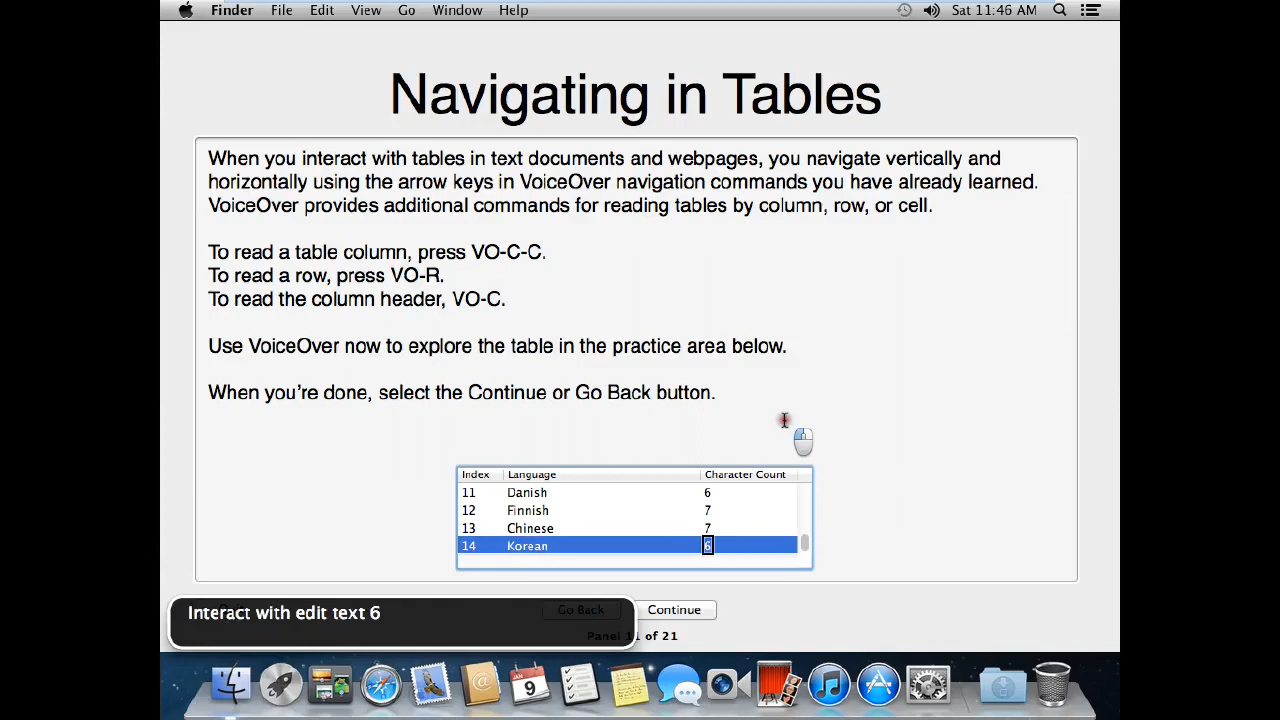 Finder File Edit View Go Window Help Sat 11:46 AM
Navigating in Tables
When you interact with tables in text documents and webpages, you navigate vertically and
horizontally using the arrow keys in VoiceOver navigation commands you have already learned.
VoiceOver provides additional commands for reading tables by column, row, or cell.
To read a table column, press VO-C-C.
To read a row, press VO-R.
To read the column header, VO-C.
Use VoiceOver now to explore the table in the practice area below.
When you’re done, select the Continue or Go Back button.
Index Language Character Count
11 Danish 6
12 Finnish 7
13 Chinese 7
14 Korean 6
Interact with edit text 6
Go Back Continue
Panel 11 of 21
JAN
9